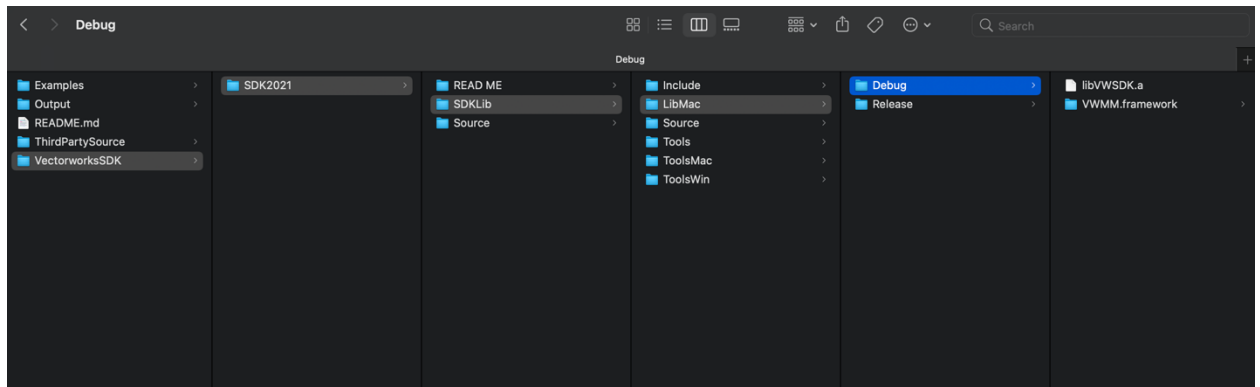 Debug
Search
Debug
Examples
Output
README.md
ThirdPartySource
VectorworksSDK
SDK2021
READ ME
SDKLib
Source
Include
LibMac
Source
Tools
ToolsMac
ToolsWin
Debug
Release
libVWSDK.a
VWMM.framework